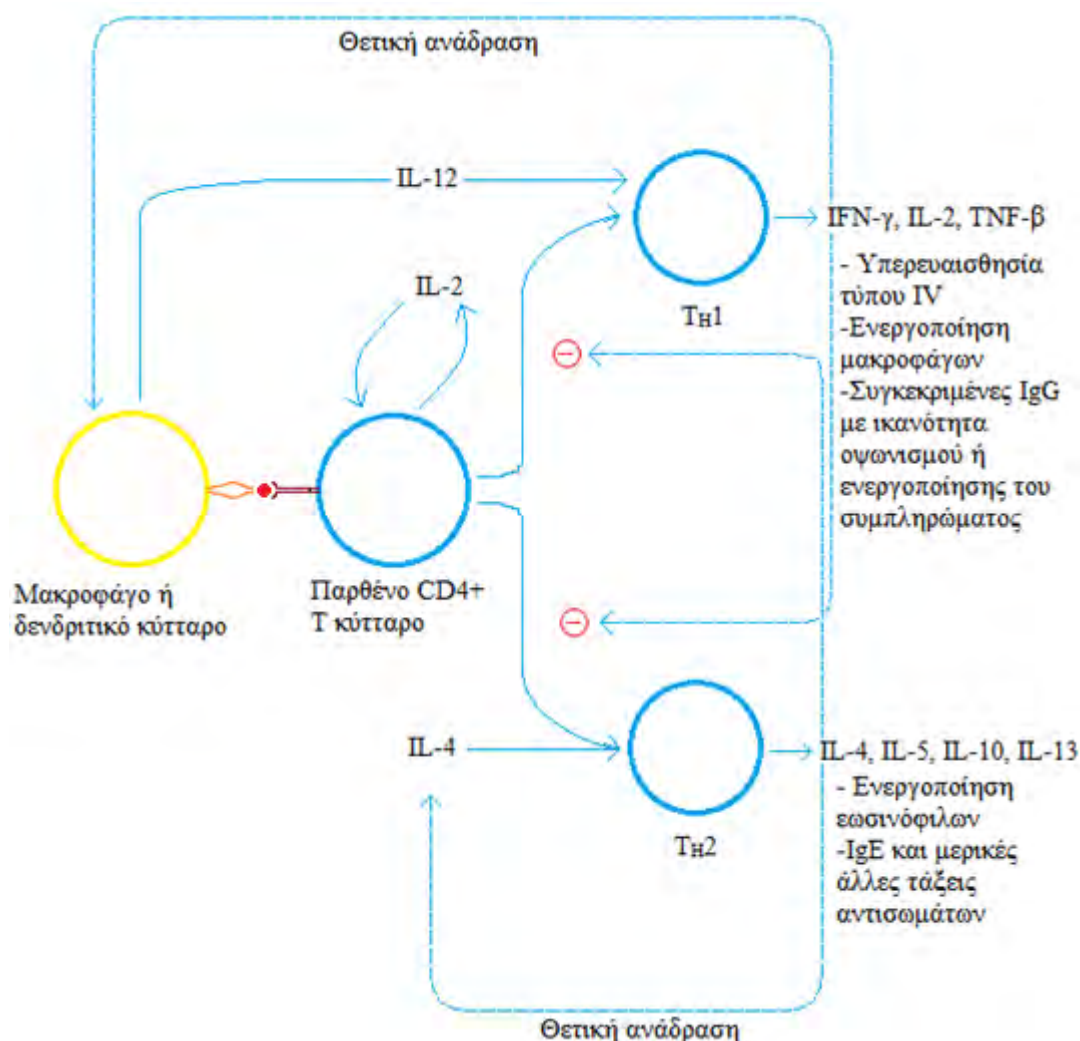 Θετική ανάδραση
IL-12
IFN-γ, IL-2, TNF-β
- Υπερευαισθησία
τύπου IV
-Ενεργοποίηση
μακροφάγων
-Συγκεκριμένες IgG
με ικανότητα
οψωνισμού ή
ενεργοποίησης του
συμπληρώματος
IL-2
TH1
Μακροφάγο ή
δενδριτικό κύτταρο
Παρθένο CD4+
Τ κύτταρο
IL-4
IL-4, IL-5, IL-10, IL-13
- Ενεργοποίηση
εωσινόφιλων
-IgE και μερικές
άλλες τάξεις
αντισωμάτων
TH2
Θετική ανάδραση